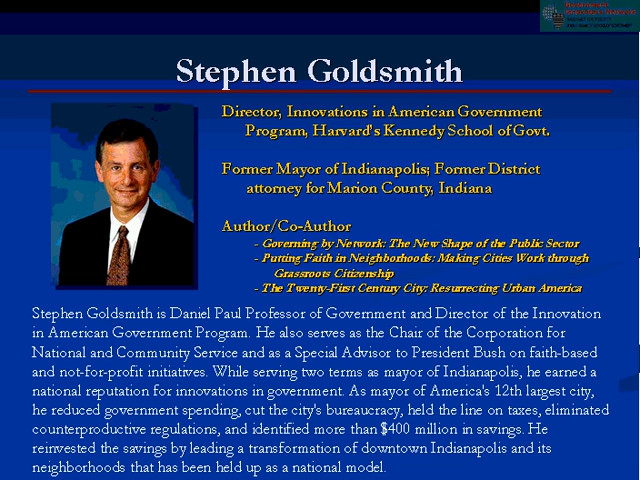 Stephen Goldsmith
Director, Innovations in American Government
Program, Harvard's Kennedy School of Govt.
Former Mayor of Indianapolis; Former District
attorney for Marion County, Indiana
Author/Co-Author
- Governing by Network: The New Shape of the Public Sector
- Putting Faith in Neighborhoods: Making Cities Work through
Grassroots Citizenship
- The Twenty-First Century City: Resurrecting Urban America
Stephen Goldsmith is Daniel Paul Professor of Government and Director of the Innovation
in American Government Program. He also serves as the Chair of the Corporation for
National and Community Service and as a Special Advisor to President Bush on faith-based
and not-for-profit initiatives. While serving two terms as mayor of Indianapolis, he earned a
national reputation for innovations in government. As mayor of America's 12th largest city,
he reduced government spending, cut the city's bureaucracy, held the line on taxes, eliminated
counterproductive regulations, and identified more than $400 million in savings. He
reinvested the savings by leading a transformation of downtown Indianapolis and its
neighborhoods that has been held up as a national model.